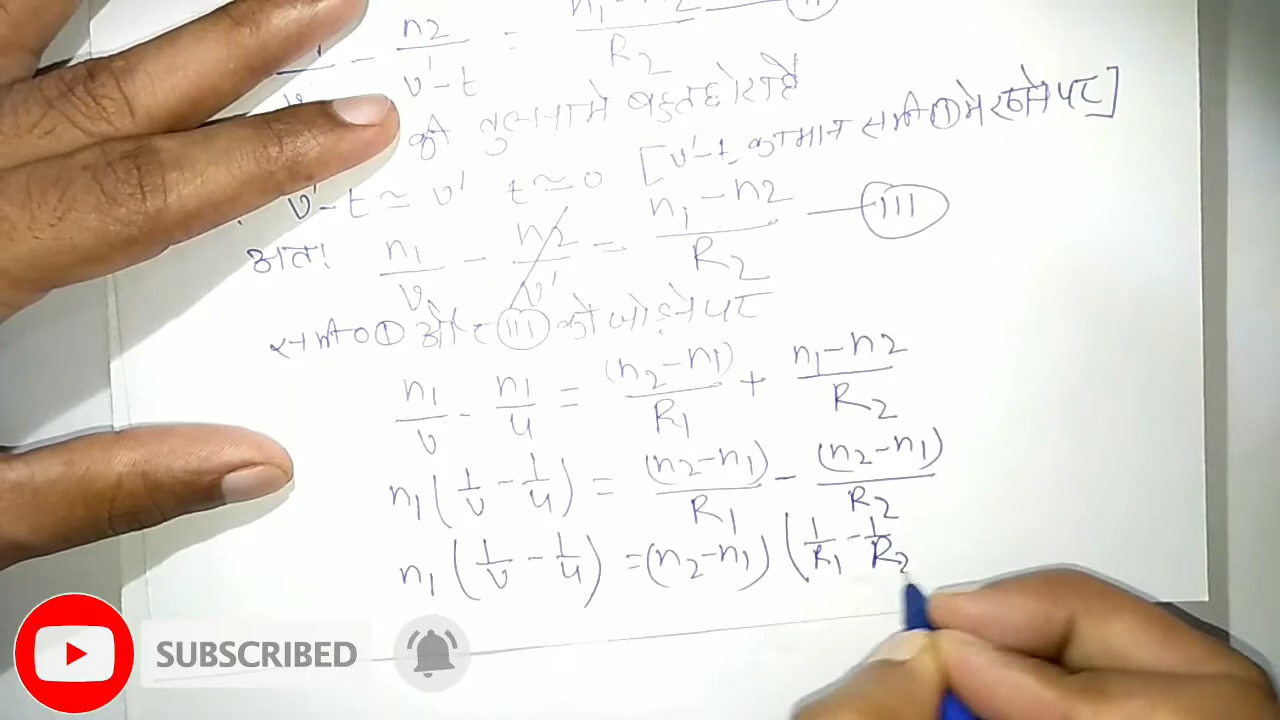 n2/v'-t = n1-n2/R2 — II
की तुलना में बहुत छोटा है
v'-t ≃ v' t ≃ 0 [v'-t का मान समी① मे रखने पर]
अतः n1/v - n2/v' = n1-n2/R2 — III
समी०① और III को जोड़ने पर
n1/v - n1/u = (n2-n1)/R1 + n1-n2/R2
n1(1/v - 1/u) = (n2-n1)/R1 - (n2-n1)/R2
n1(1/v - 1/u) = (n2-n1)(1/R1 - 1/R2
SUBSCRIBED